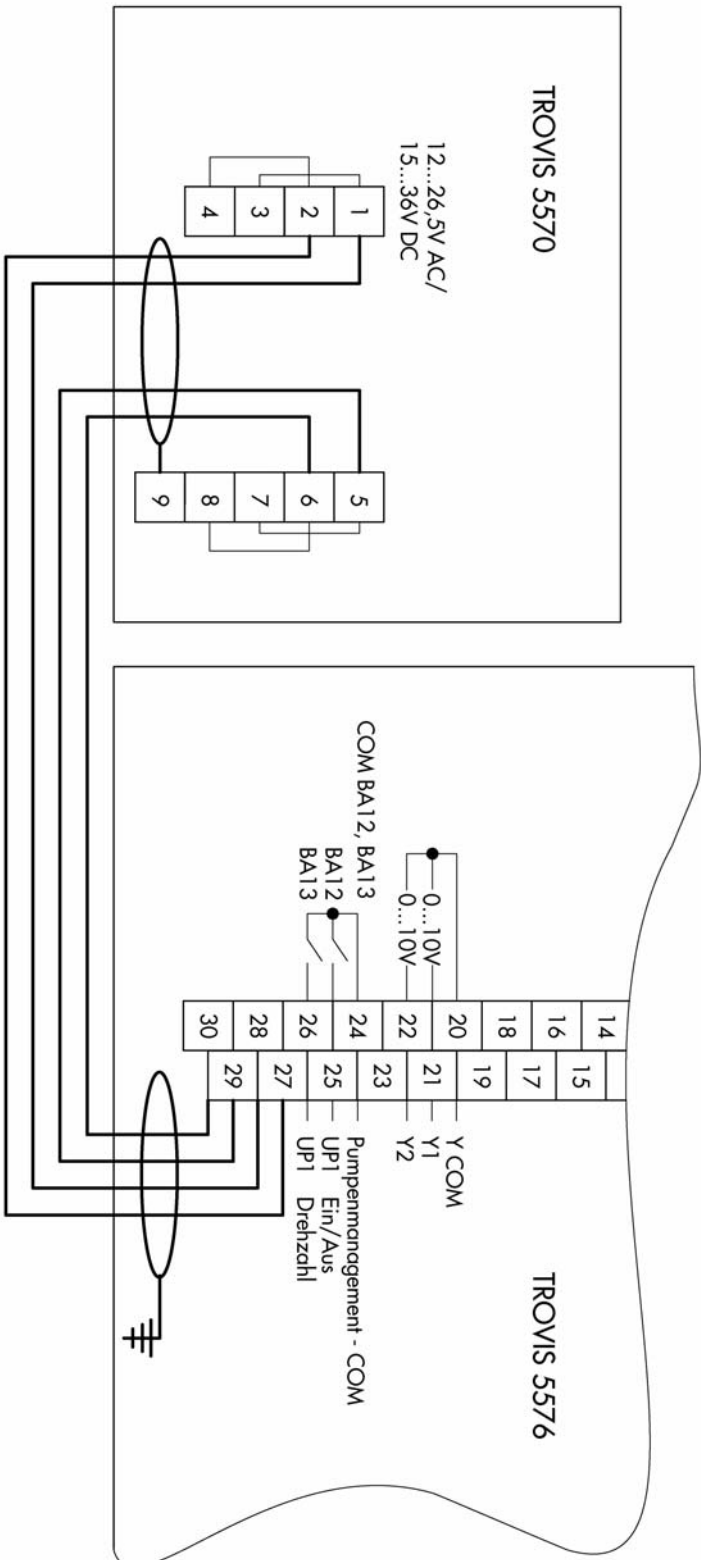 TROVIS 5570
12...26,5V AC/
15...36V DC
1
2
3
4
5
6
7
8
9
TROVIS 5576
COM BA12, BA13
BA12
BA13
0...10V
0...10V
14
16
18
20
22
24
26
28
30
15
17
19
21
23
25
27
29
Y COM
Y1
Y2
Pumpenmanagement - COM
UP1 Ein/Aus
UP1 Drehzahl